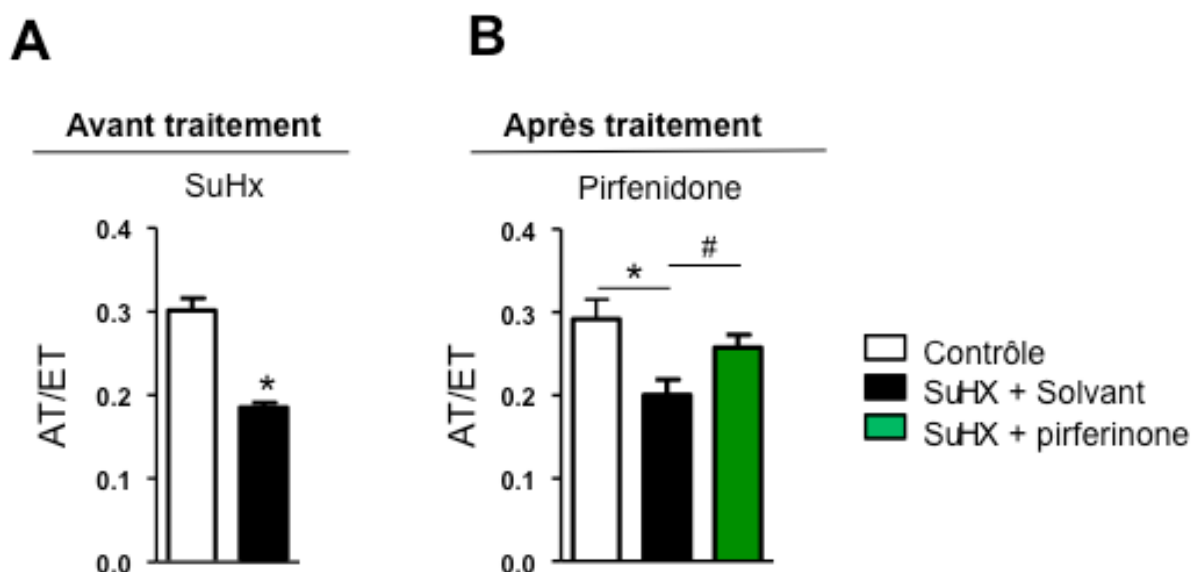 A
B
Avant traitement
Après traitement
SuHx
Pirfenidone
0.4
0.3
0.2
0.1
0.0
AT/ET
*
0.4
0.3
0.2
0.1
0.0
AT/ET
*
#
Contrôle
SuHX + Solvant
SuHX + pirferinone